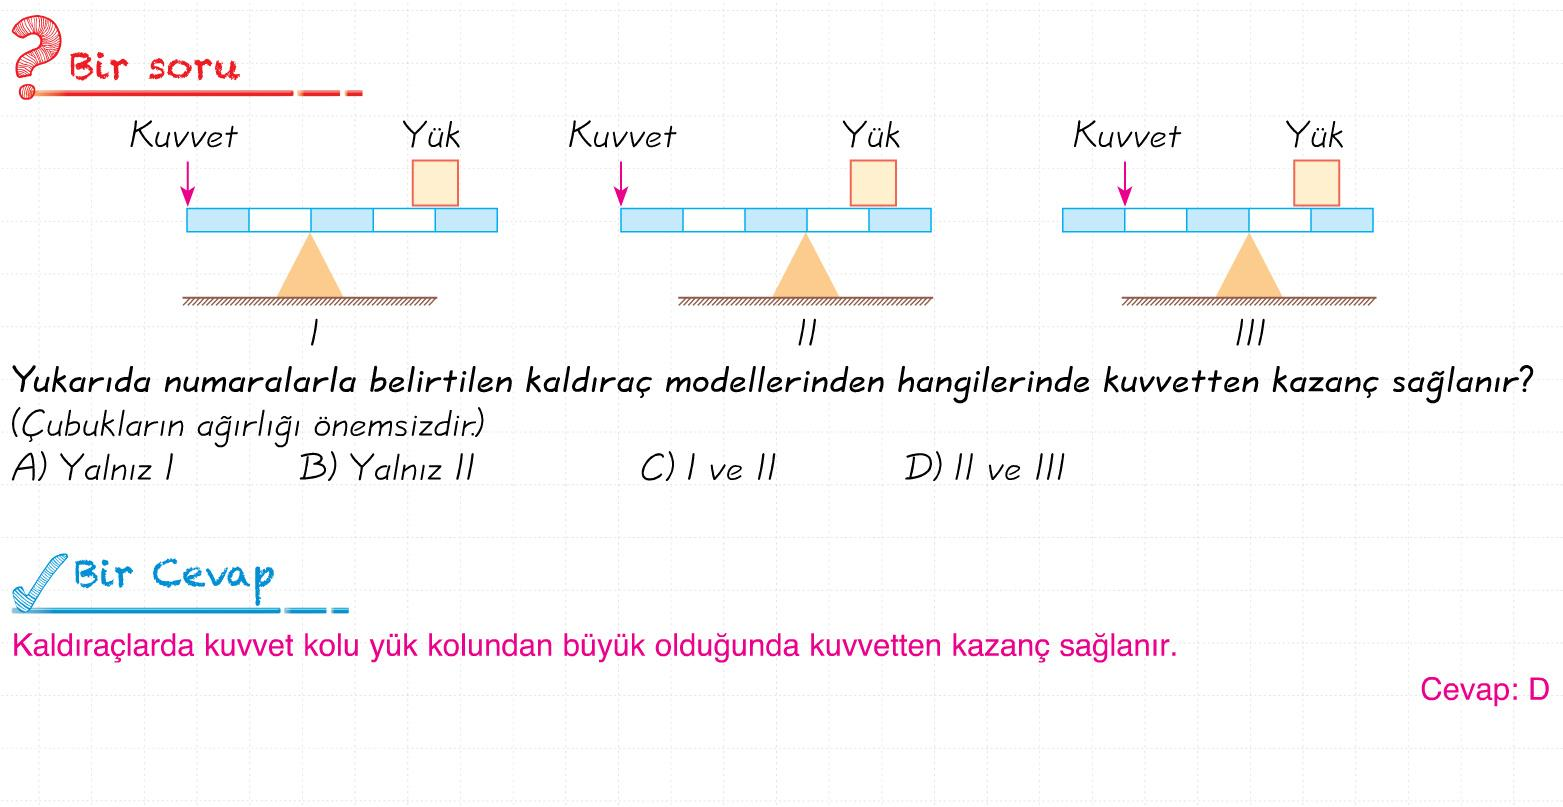 Bir soru
Kuvvet Yük Kuvvet Yük Kuvvet Yük
I II III
Yukarıda numaralarla belirtilen kaldıraç modellerinden hangilerinde kuvvetten kazanç sağlanır?
(Çubukların ağırlığı önemsizdir.)
A) Yalnız I B) Yalnız II C) I ve II D) II ve III
Bir Cevap
Kaldıraçlarda kuvvet kolu yük kolundan büyük olduğunda kuvvetten kazanç sağlanır.
Cevap: D